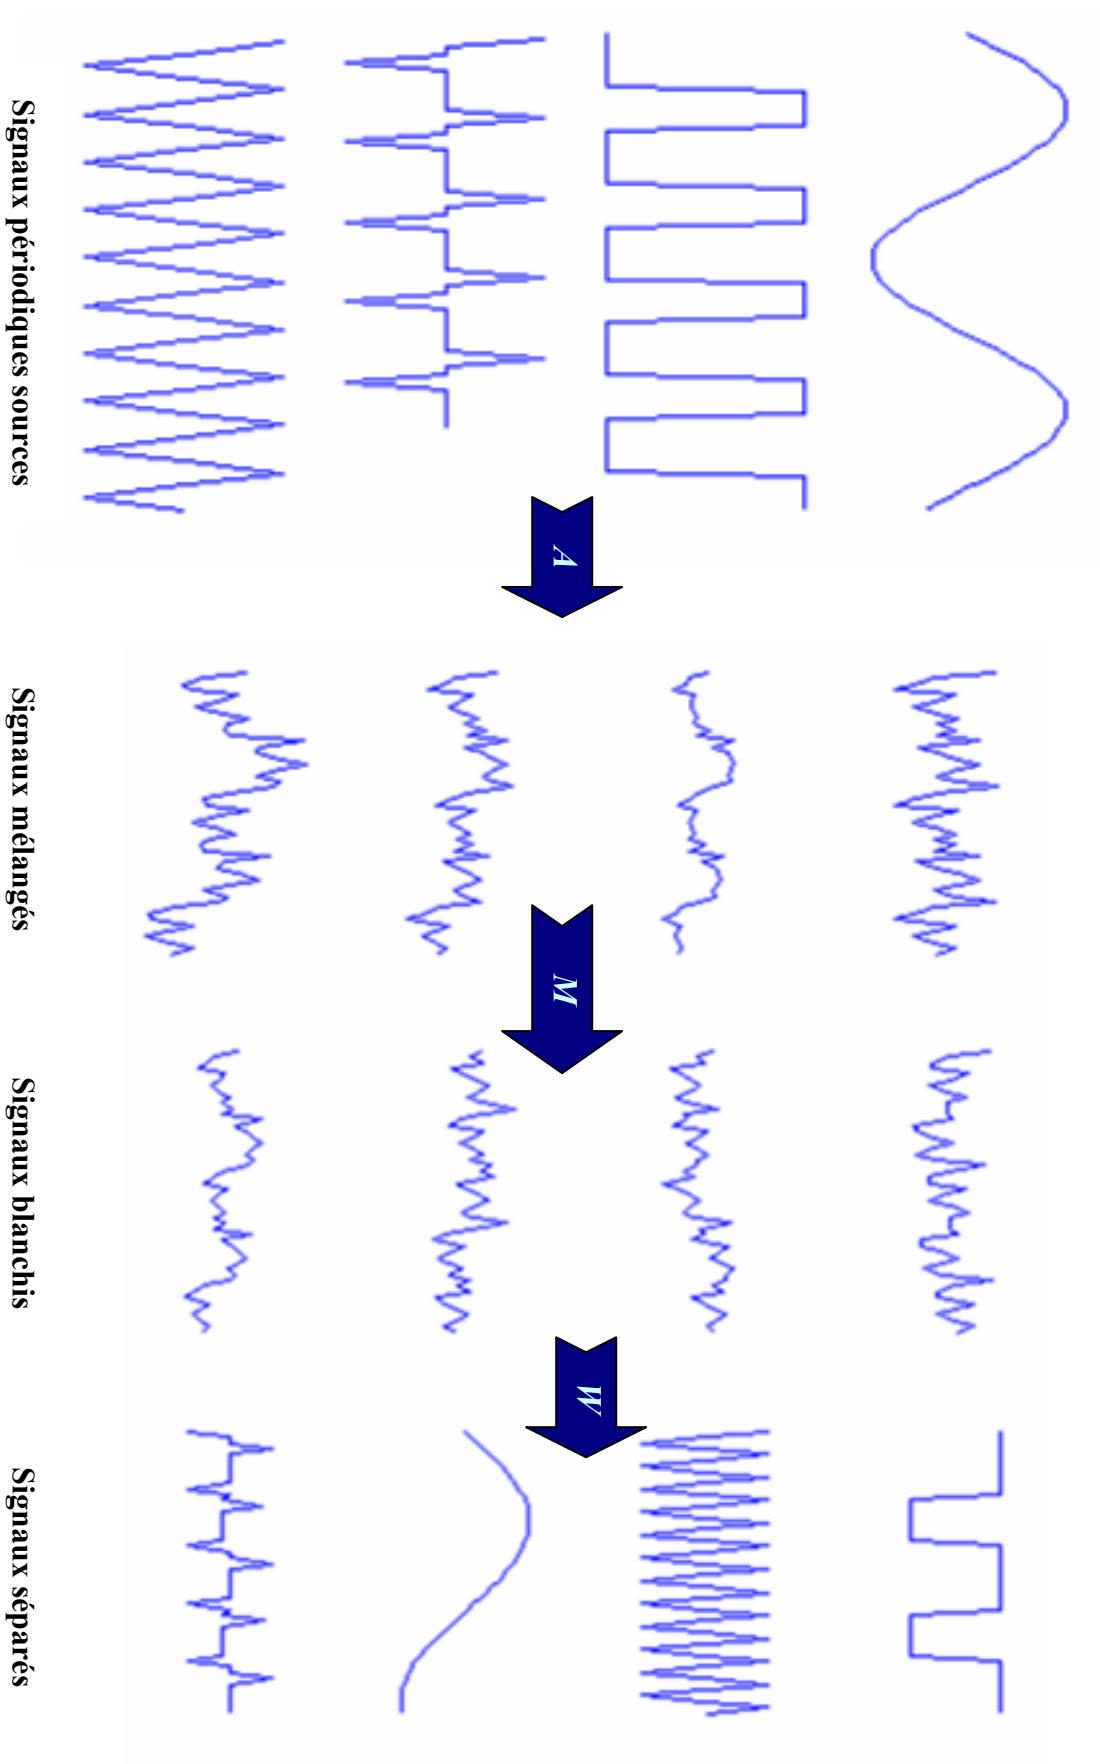 A
M
W
Signaux périodiques sources
Signaux mélangés
Signaux blanchis
Signaux séparés